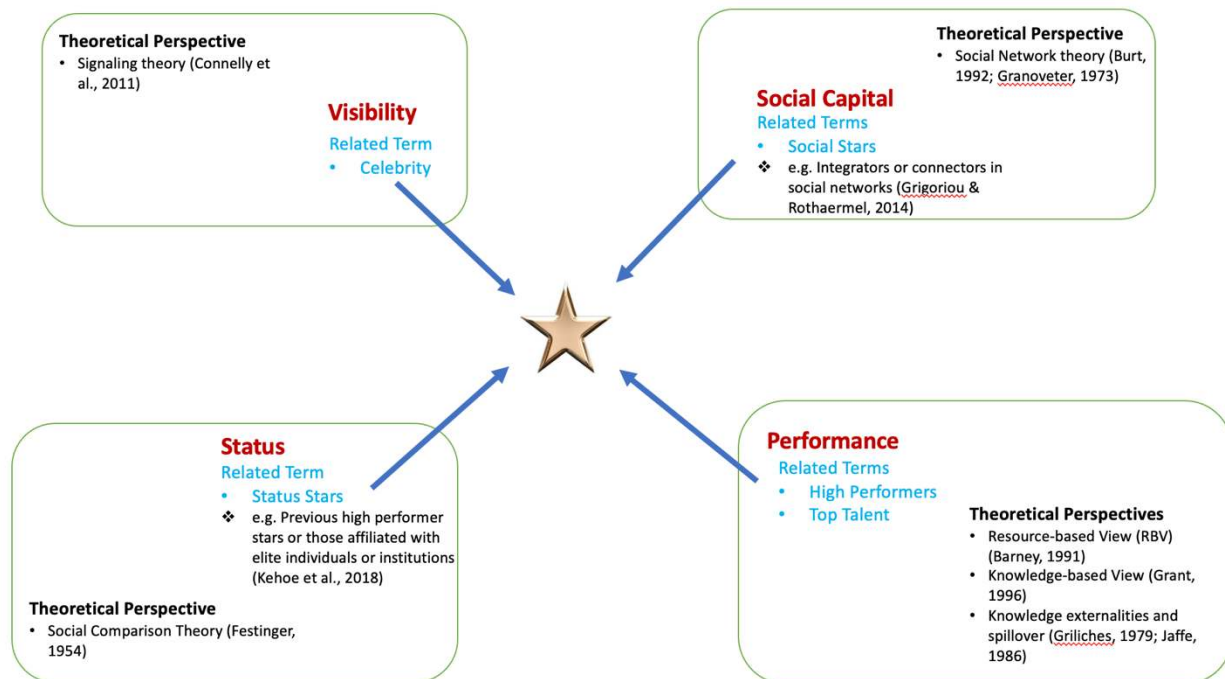 Theoretical Perspective
• Signaling theory (Connelly et
al., 2011)
Visibility
Related Term
• Celebrity
Theoretical Perspective
• Social Network theory (Burt,
1992; Granoveter, 1973)
Social Capital
Related Terms
• Social Stars
❖ e.g. Integrators or connectors in
social networks (Grigoriou &
Rothaermel, 2014)
Status
Related Term
• Status Stars
❖ e.g. Previous high performer
stars or those affiliated with
elite individuals or institutions
(Kehoe et al., 2018)
Theoretical Perspective
• Social Comparison Theory (Festinger,
1954)
Performance
Related Terms
• High Performers
• Top Talent
Theoretical Perspectives
• Resource-based View (RBV)
(Barney, 1991)
• Knowledge-based View (Grant,
1996)
• Knowledge externalities and
spillover (Griliches, 1979; Jaffe,
1986)